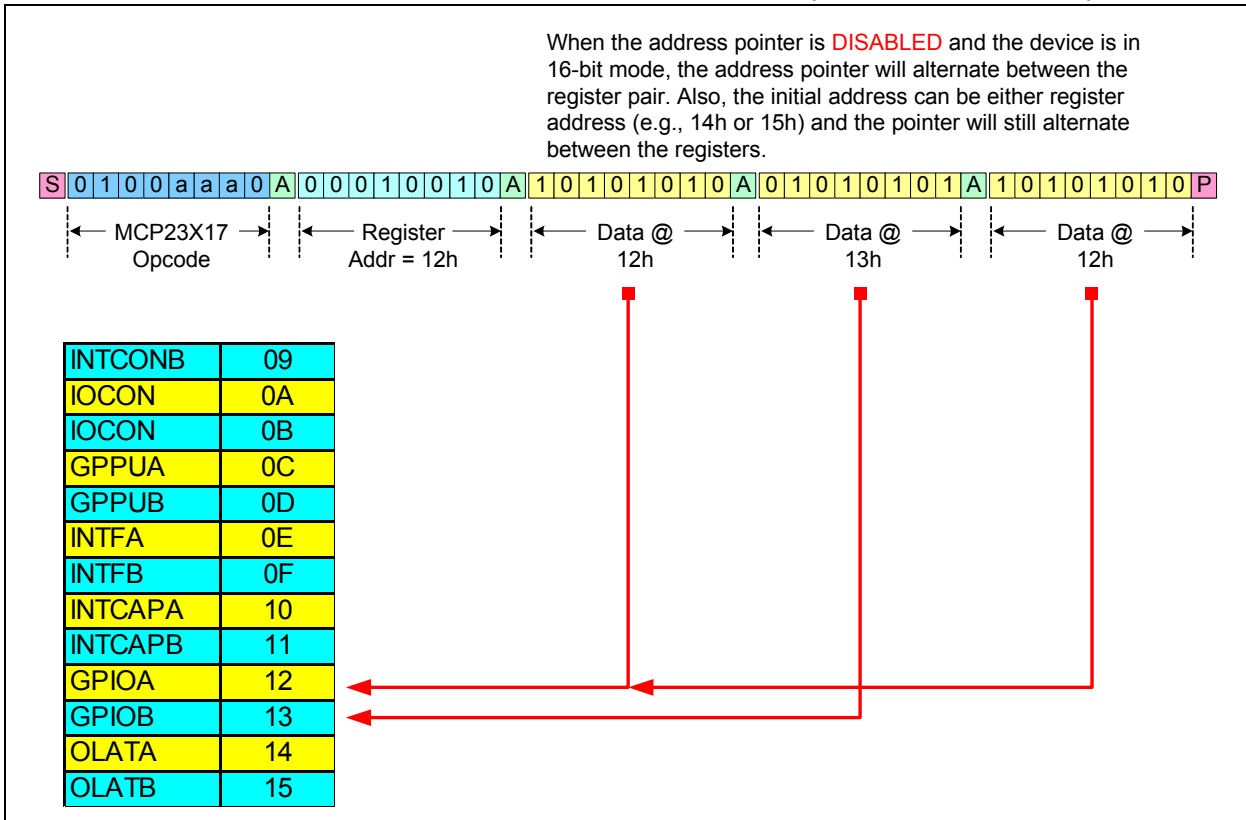 When the address pointer is DISABLED and the device is in
16-bit mode, the address pointer will alternate between the
register pair. Also, the initial address can be either register
address (e.g., 14h or 15h) and the pointer will still alternate
between the registers.
S 0 1 0 0 a a a 0 A 0 0 0 1 0 0 1 0 A 1 0 1 0 1 0 1 0 A 0 1 0 1 0 1 0 1 A 1 0 1 0 1 0 1 0 P
MCP23X17 Register Data @ Data @ Data @
Opcode Addr = 12h 12h 13h 12h
INTCONB 09
IOCON 0A
IOCON 0B
GPPUA 0C
GPPUB 0D
INTFA 0E
INTFB 0F
INTCAPA 10
INTCAPB 11
GPIOA 12
GPIOB 13
OLATA 14
OLATB 15